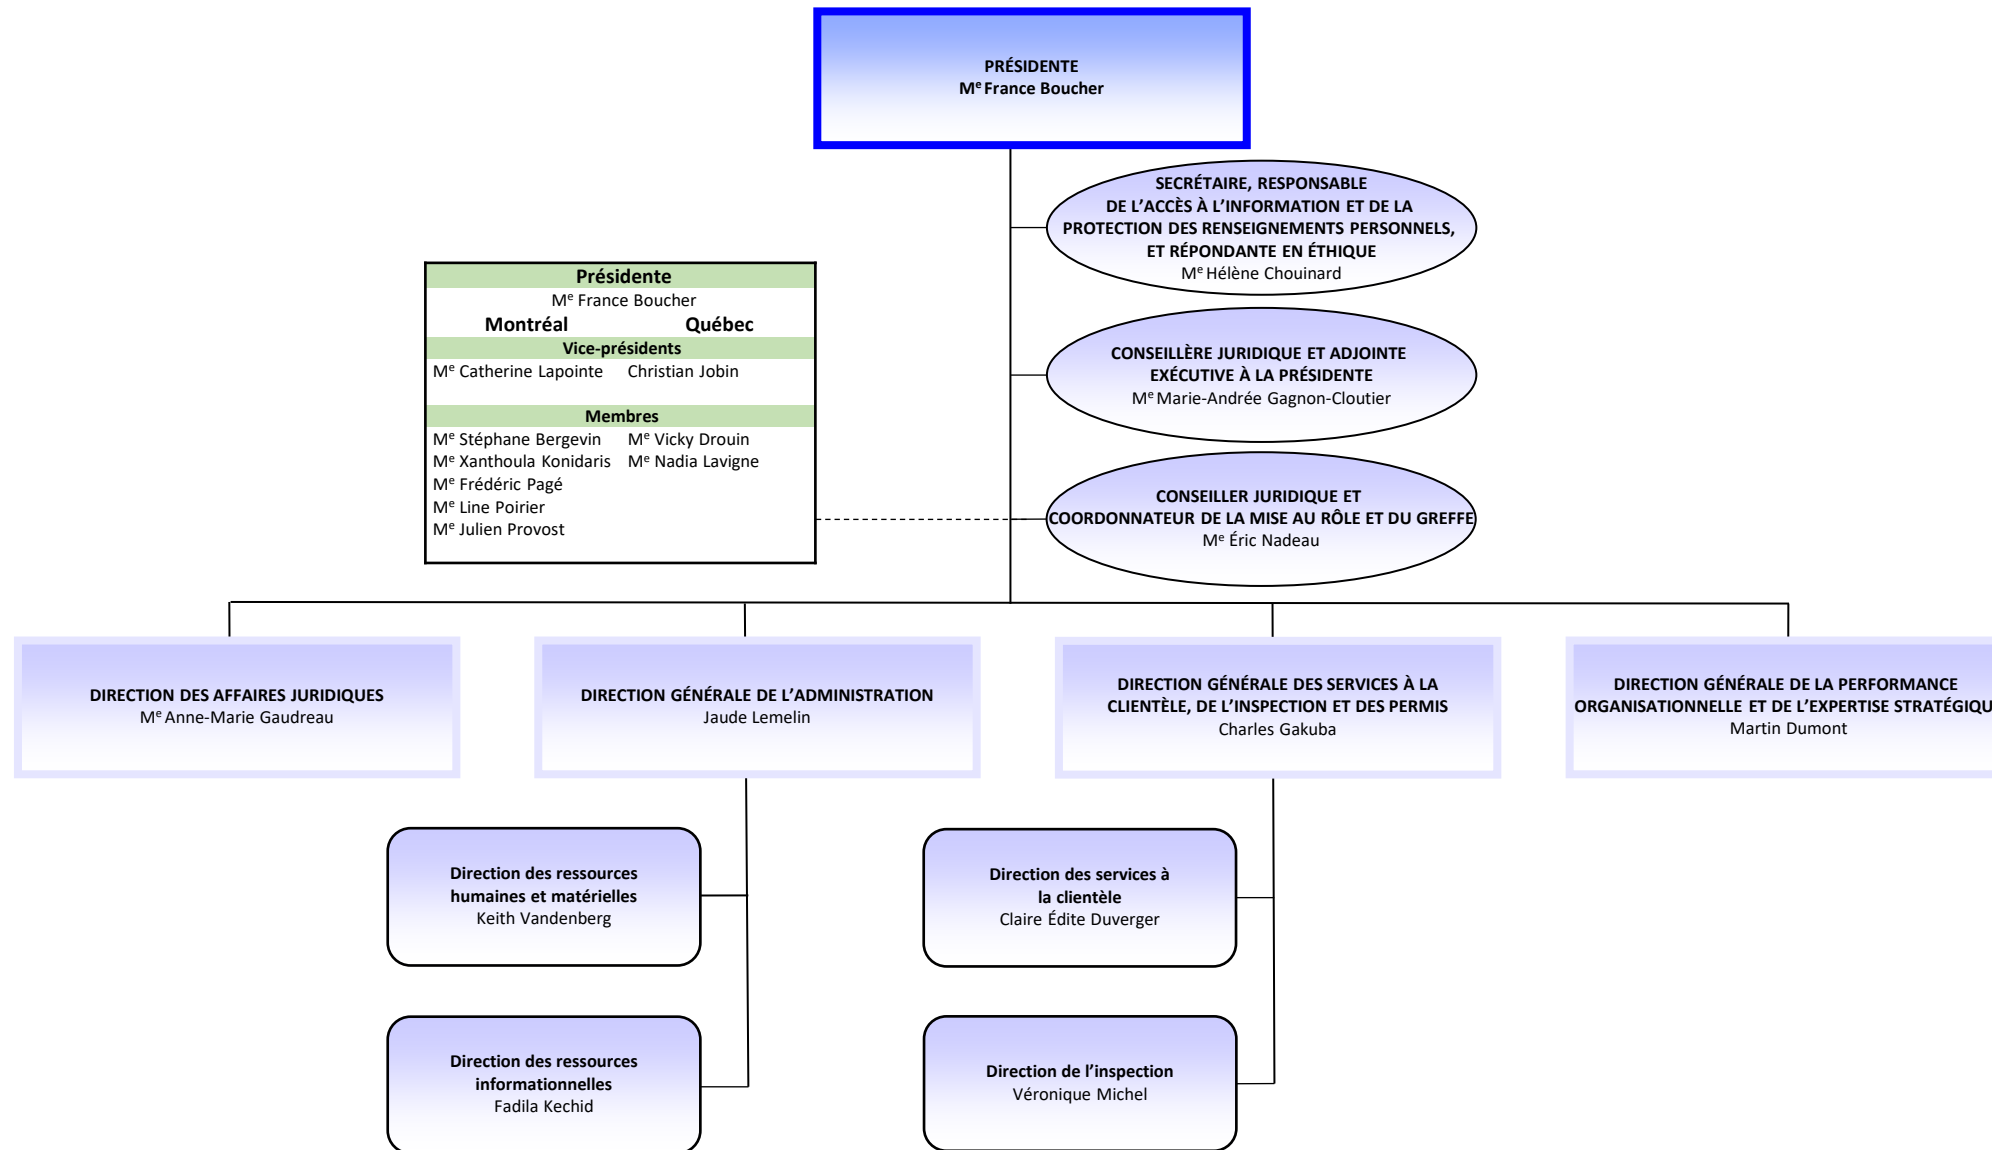 PRÉSIDENTE
Me France Boucher
SECRÉTAIRE, RESPONSABLE
DE L’ACCÈS À L’INFORMATION ET DE LA
PROTECTION DES RENSEIGNEMENTS PERSONNELS,
ET RÉPONDANTE EN ÉTHIQUE
Me Hélène Chouinard
Présidente
Me France Boucher
Montréal Québec
Vice-présidents
Me Catherine Lapointe Christian Jobin
Membres
Me Stéphane Bergevin Me Vicky Drouin
Me Xanthoula Konidaris Me Nadia Lavigne
Me Frédéric Pagé
Me Line Poirier
Me Julien Provost
CONSEILLÈRE JURIDIQUE ET ADJOINTE
EXÉCUTIVE À LA PRÉSIDENTE
Me Marie-Andrée Gagnon-Cloutier
CONSEILLER JURIDIQUE ET
COORDONNATEUR DE LA MISE AU RÔLE ET DU GREFFE
Me Éric Nadeau
DIRECTION DES AFFAIRES JURIDIQUES
Me Anne-Marie Gaudreau
DIRECTION GÉNÉRALE DE L’ADMINISTRATION
Jaude Lemelin
DIRECTION GÉNÉRALE DES SERVICES À LA
CLIENTÈLE, DE L’INSPECTION ET DES PERMIS
Charles Gakuba
DIRECTION GÉNÉRALE DE LA PERFORMANCE
ORGANISATIONNELLE ET DE L’EXPERTISE STRATÉGIQU
Martin Dumont
Direction des ressources
humaines et matérielles
Keith Vandenberg
Direction des services à
la clientèle
Claire Édite Duverger
Direction des ressources
informationnelles
Fadila Kechid
Direction de l’inspection
Véronique Michel